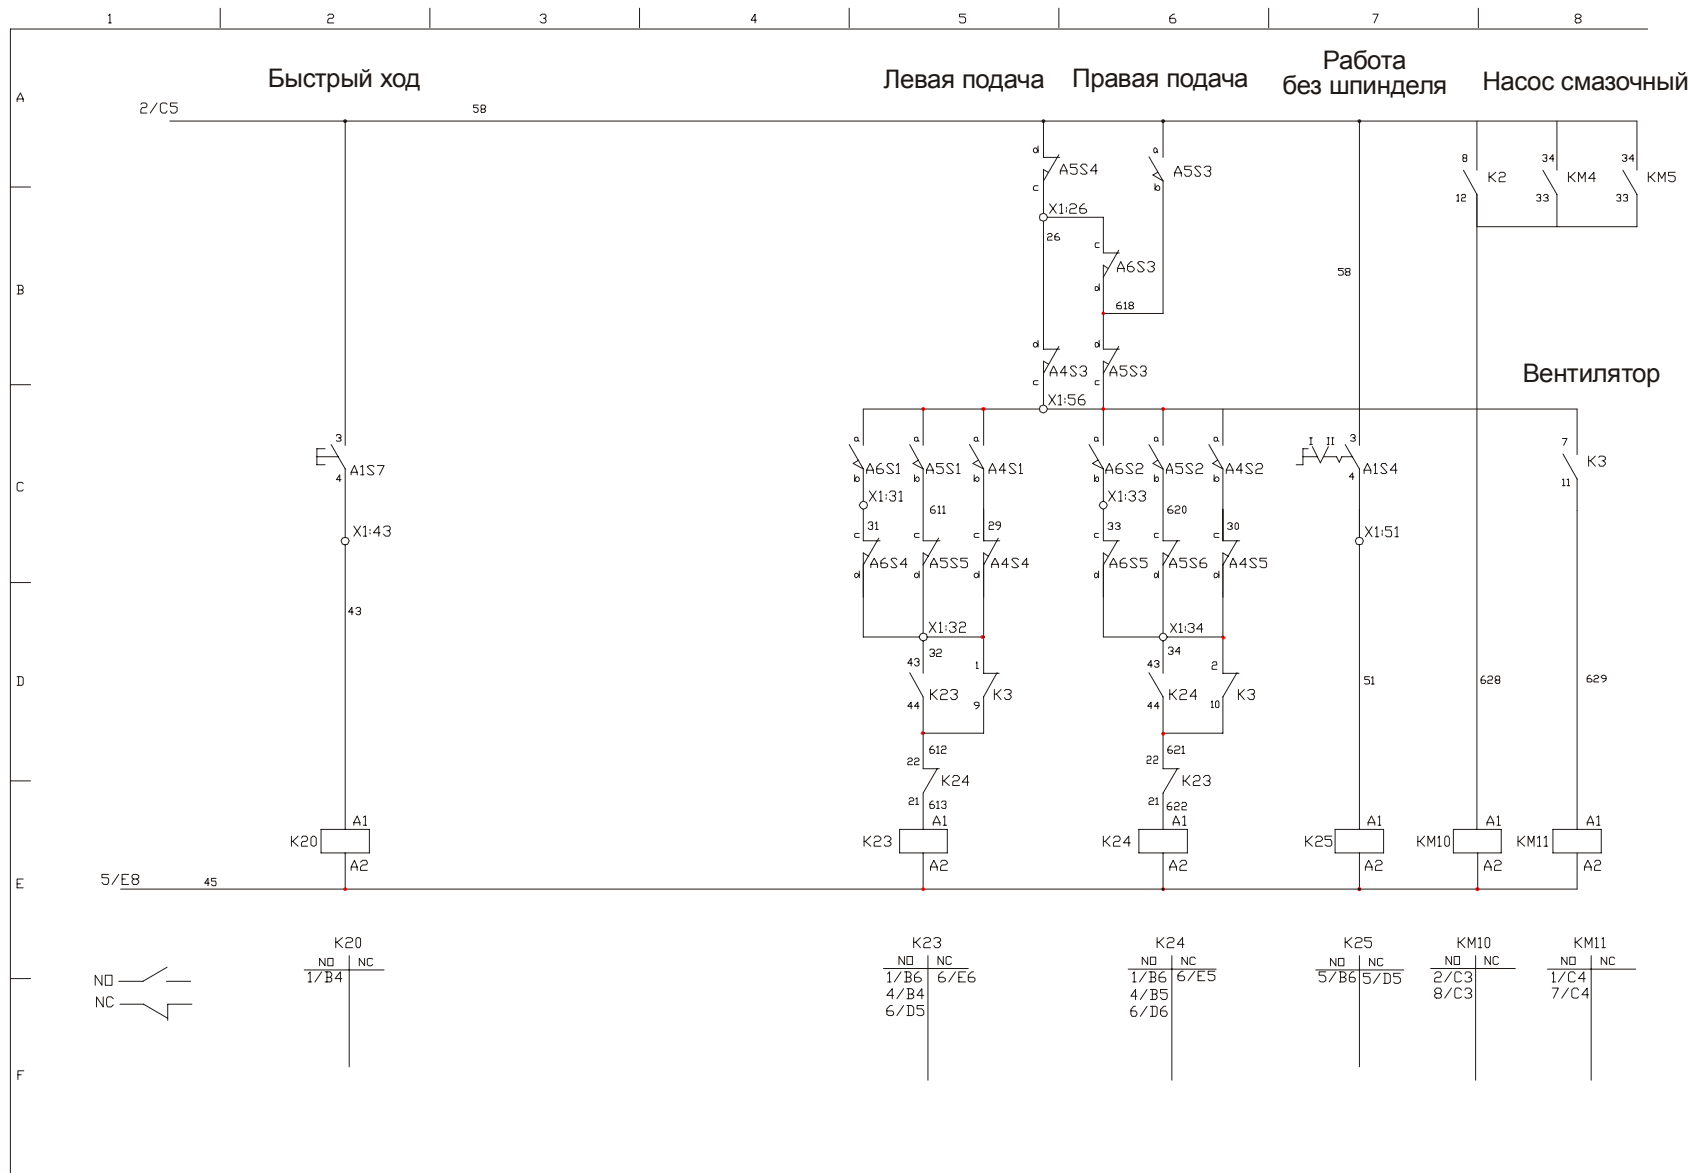 1 2 3 4 5 6 7 8
A
B
C
D
E
F
Быстрый ход
Левая подача
Правая подача
Работа
без шпинделя
Насос смазочный
2/C5
58
d
A5S4
c
a
A5S3
b
8
K2
12
34
KM4
33
34
KM5
33
X1:26
26
c
A6S3
d
618
58
d
A4S3
c
d
A5S3
c
X1:56
Вентилятор
3
A1S7
4
X1:43
43
a
A6S1
b
a
A5S1
b
a
A4S1
b
X1:31
31
611
29
c
A6S4
d
c
A5S5
d
c
A4S4
d
X1:32
32
43
K23
44
1
K3
9
612
22
K24
21
613
a
A6S2
b
a
A5S2
b
a
A4S2
b
X1:33
33
620
30
c
A6S5
d
c
A5S6
d
c
A4S5
d
X1:34
34
43
K24
44
2
K3
10
621
22
K23
21
622
I II
3
A1S4
4
X1:51
51
628
7
K3
11
629
K20
A1
A2
K23
A1
A2
K24
A1
A2
K25
A1
A2
KM10
A1
A2
KM11
A1
A2
5/E8
45
NO
NC
K20
NO NC
1/B4
K23
NO NC
1/B6 6/E6
4/B4
6/D5
K24
NO NC
1/B6 6/E5
4/B5
6/D6
K25
NO NC
5/B6 5/D5
KM10
NO NC
2/C3
8/C3
KM11
NO NC
1/C4
7/C4